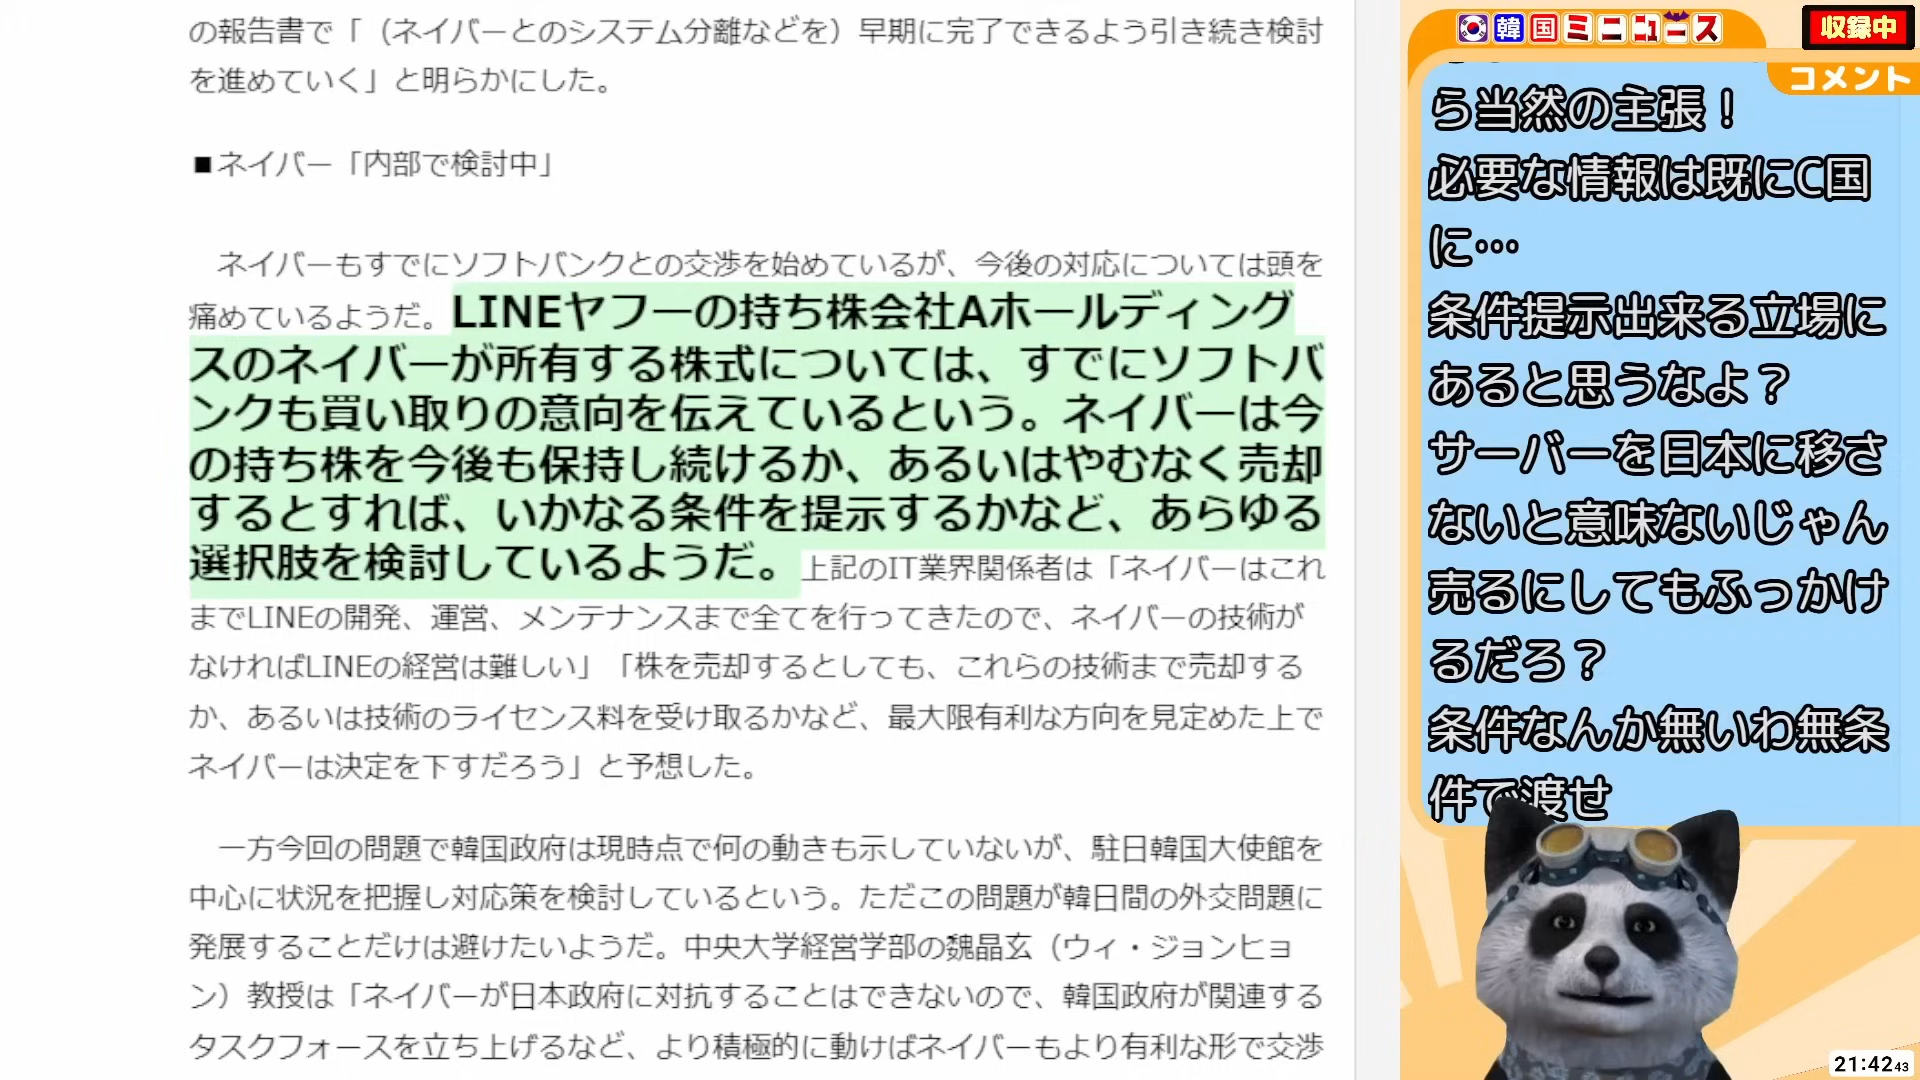 の報告書で「（ネイバーとのシステム分離などを）早期に完了できるよう引き続き検討
を進めていく」と明らかにした。
■ネイバー「内部で検討中」
ネイバーもすでにソフトバンクとの交渉を始めているが、今後の対応については頭を
痛めているようだ。LINEヤフーの持ち株会社Aホールディング
スのネイバーが所有する株式については、すでにソフトバ
ンクも買い取りの意向を伝えているという。ネイバーは今
の持ち株を今後も保持し続けるか、あるいはやむなく売却
するとすれば、いかなる条件を提示するかなど、あらゆる
選択肢を検討しているようだ。上記のIT業界関係者は「ネイバーはこれ
までLINEの開発、運営、メンテナンスまで全てを行ってきたので、ネイバーの技術が
なければLINEの経営は難しい」「株を売却するとしても、これらの技術まで売却する
か、あるいは技術のライセンス料を受け取るかなど、最大限有利な方向を見定めた上で
ネイバーは決定を下すだろう」と予想した。
一方今回の問題で韓国政府は現時点で何の動きも示していないが、駐日韓国大使館を
中心に状況を把握し対応策を検討しているという。ただこの問題が韓日間の外交問題に
発展することだけは避けたいようだ。中央大学経営学部の魏晶玄（ウィ・ジョンヒョ
ン）教授は「ネイバーが日本政府に対抗することはできないので、韓国政府が関連する
タスクフォースを立ち上げるなど、より積極的に動けばネイバーもより有利な形で交渉
韓国ミニニュース
収録中
コメント
ら当然の主張！
必要な情報は既にC国
に…
条件提示出来る立場に
あると思うなよ？
サーバーを日本に移さ
ないと意味ないじゃん
売るにしてもふっかけ
るだろ？
条件なんか無いわ無条
件で渡せ
21:42 43